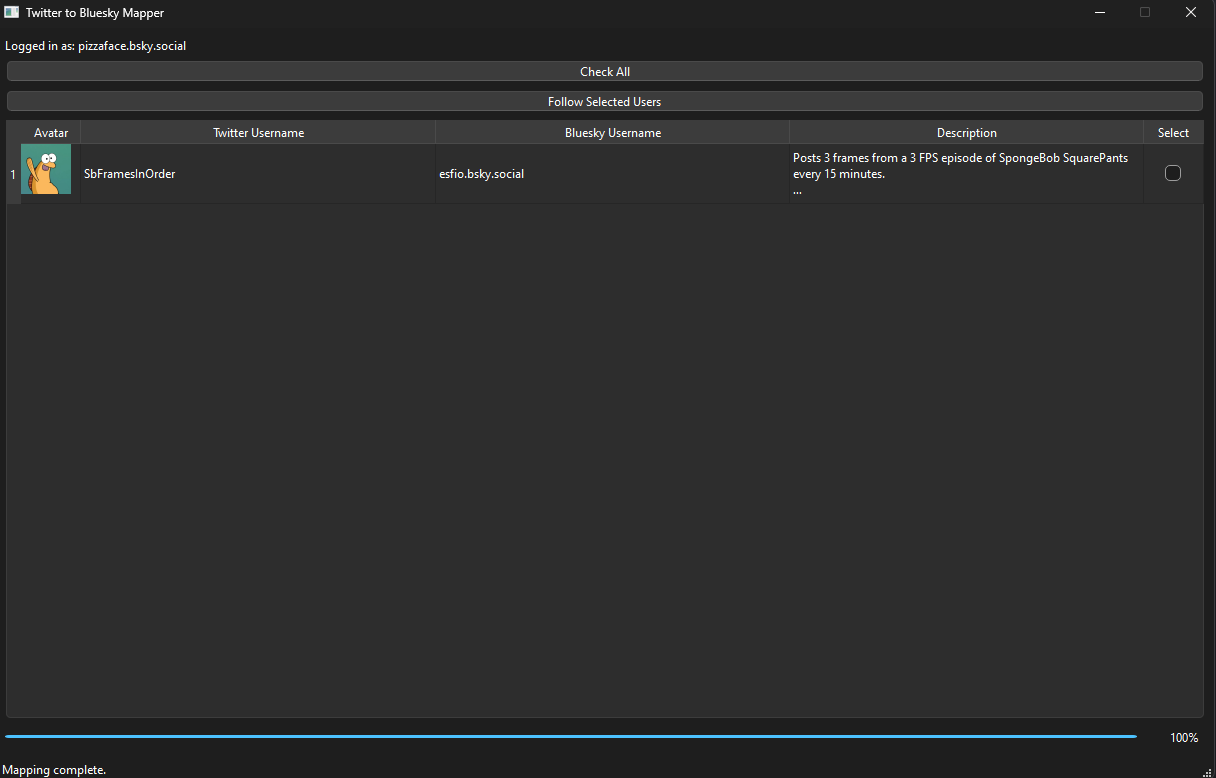 Twitter to Bluesky Mapper
Logged in as: pizzaface.bsky.social
Check All
Follow Selected Users
Avatar Twitter Username Bluesky Username Description Select
1 SbFramesInOrder esfio.bsky.social Posts 3 frames from a 3 FPS episode of SpongeBob SquarePants
every 15 minutes.
...
100%
Mapping complete.